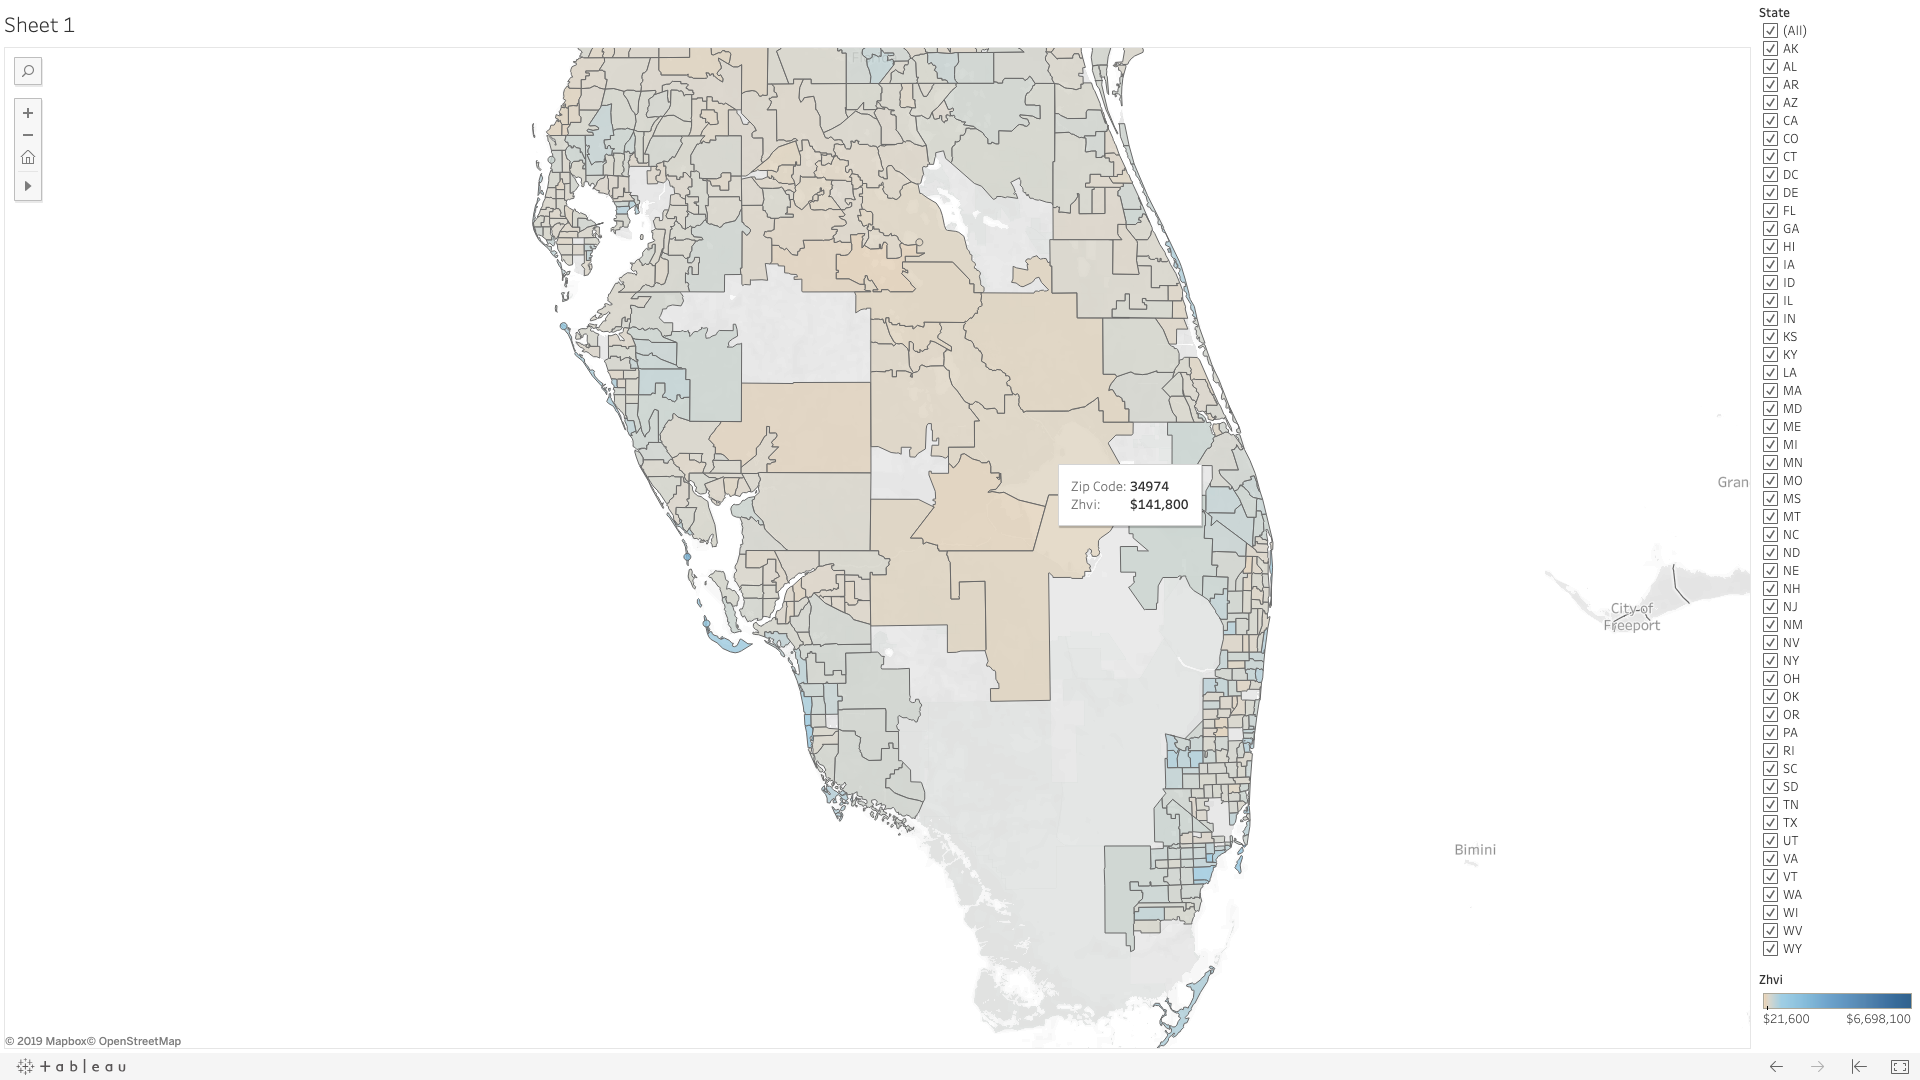 Sheet 1
State
(All)
AK
AL
AR
AZ
CA
CO
CT
DC
DE
FL
GA
HI
IA
ID
IL
IN
KS
KY
LA
MA
MD
ME
MI
MN
MO
MS
MT
NC
ND
NE
NH
NJ
NM
NV
NY
OH
OK
OR
PA
RI
SC
SD
TN
TX
UT
VA
VT
WA
WI
WV
WY
Zip Code: 34974
Zhvi: $141,800
Gran
City of
Freeport
Bimini
Zhvi
$21,600 $6,698,100
© 2019 Mapbox© OpenStreetMap
+ableau